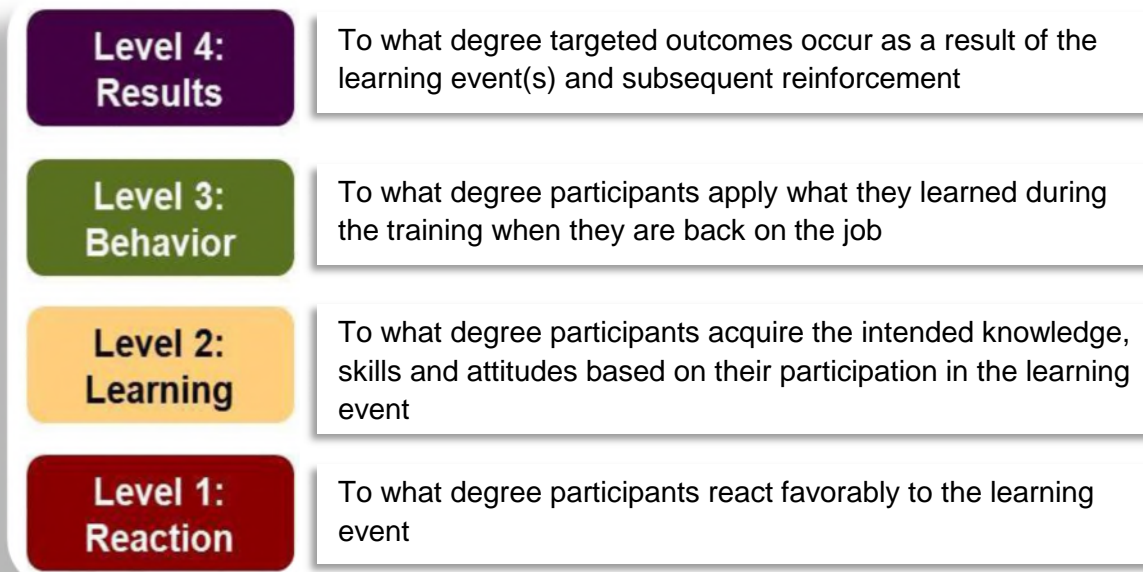 Level 4:
Results
To what degree targeted outcomes occur as a result of the
learning event(s) and subsequent reinforcement
Level 3:
Behavior
To what degree participants apply what they learned during
the training when they are back on the job
Level 2:
Learning
To what degree participants acquire the intended knowledge,
skills and attitudes based on their participation in the learning
event
Level 1:
Reaction
To what degree participants react favorably to the learning
event